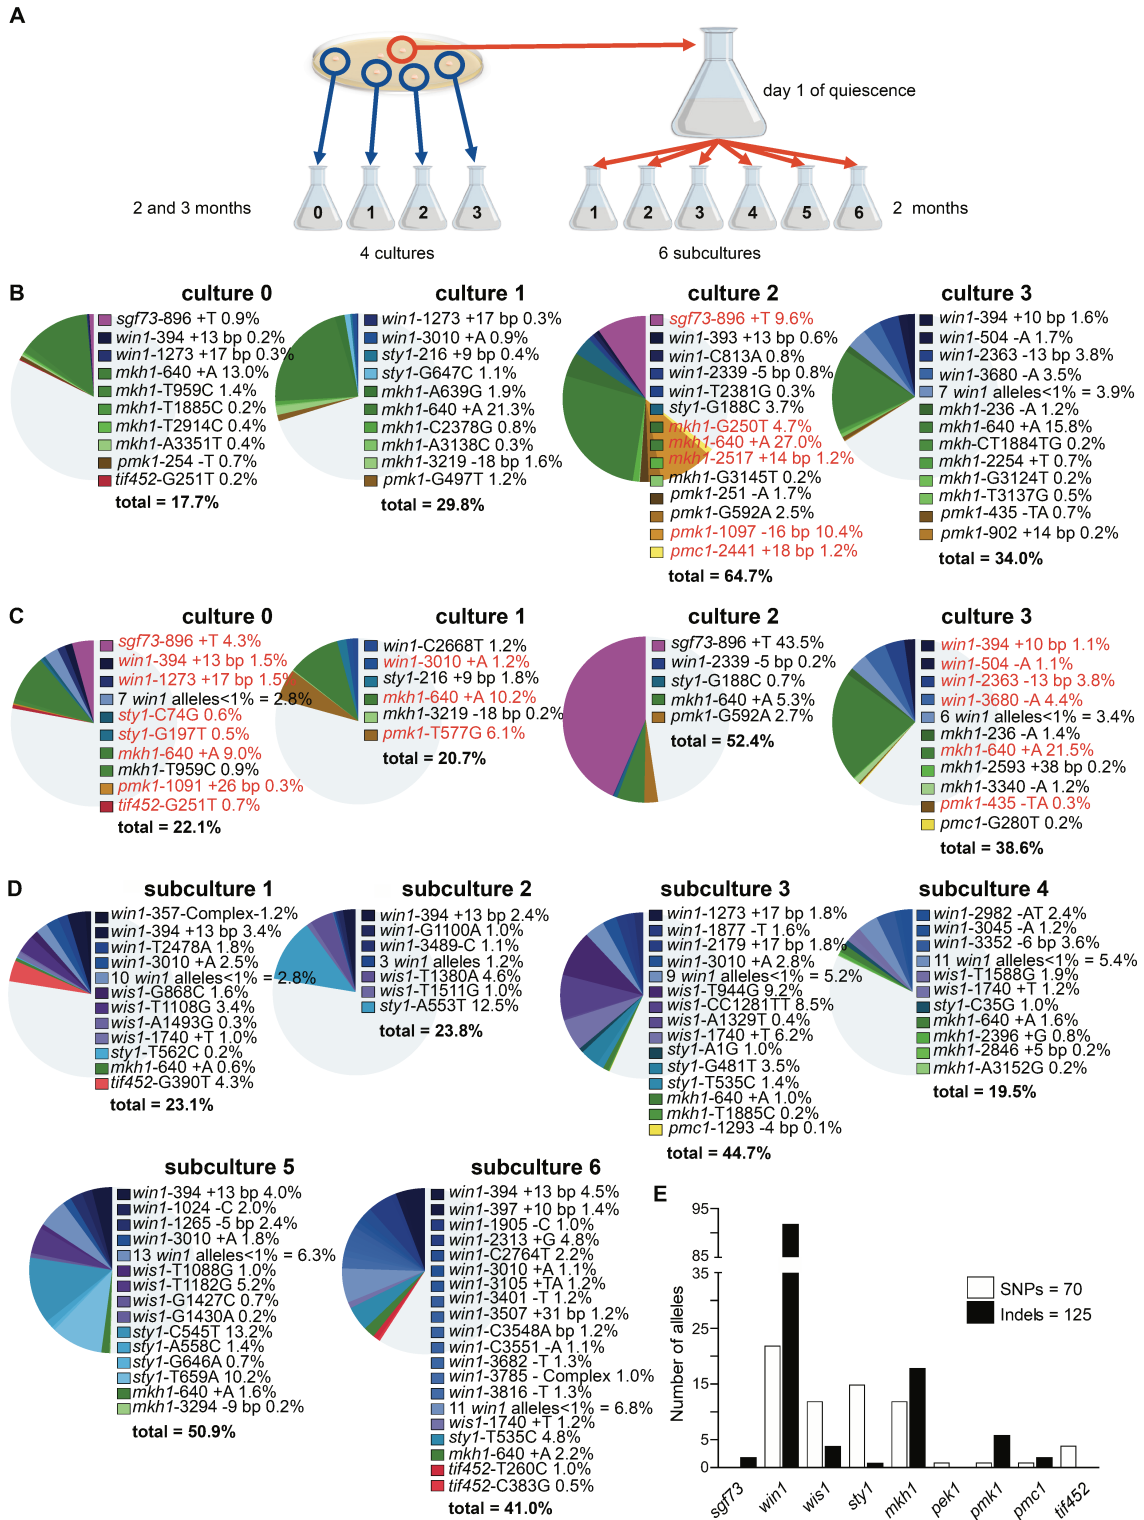 A
day 1 of quiescence
0 1 2 3
1 2 3 4 5 6
2 and 3 months
2 months
4 cultures
6 subcultures
B
culture 0
sgf73-896 +T 0.9%
win1-394 +13 bp 0.2%
win1-1273 +17 bp 0.3%
mkh1-640 +A 13.0%
mkh1-T959C 1.4%
mkh1-T1885C 0.2%
mkh1-T2914C 0.4%
mkh1-A3351T 0.4%
pmk1-254 -T 0.7%
tif452-G251T 0.2%
total = 17.7%
culture 1
win1-1273 +17 bp 0.3%
win1-3010 +A 0.9%
sty1-216 +9 bp 0.4%
sty1-G647C 1.1%
mkh1-A639G 1.9%
mkh1-640 +A 21.3%
mkh1-C2378G 0.8%
mkh1-A3138C 0.3%
mkh1-3219 -18 bp 1.6%
pmk1-G497T 1.2%
total = 29.8%
culture 2
sgf73-896 +T 9.6%
win1-393 +13 bp 0.6%
win1-C813A 0.8%
win1-2339 -5 bp 0.8%
win1-T2381G 0.3%
sty1-G188C 3.7%
mkh1-G250T 4.7%
mkh1-640 +A 27.0%
mkh1-2517 +14 bp 1.2%
mkh1-G3145T 0.2%
pmk1-251 -A 1.7%
pmk1-G592A 2.5%
pmk1-1097 -16 bp 10.4%
pmc1-2441 +18 bp 1.2%
total = 64.7%
culture 3
win1-394 +10 bp 1.6%
win1-504 -A 1.7%
win1-2363 -13 bp 3.8%
win1-3680 -A 3.5%
7 win1 alleles<1% = 3.9%
mkh1-236 -A 1.2%
mkh1-640 +A 15.8%
mkh-CT1884TG 0.2%
mkh1-2254 +T 0.7%
mkh1-G3124T 0.2%
mkh1-T3137G 0.5%
pmk1-435 -TA 0.7%
pmk1-902 +14 bp 0.2%
total = 34.0%
C
culture 0
sgf73-896 +T 4.3%
win1-394 +13 bp 1.5%
win1-1273 +17 bp 1.5%
7 win1 alleles<1% = 2.8%
sty1-C74G 0.6%
sty1-G197T 0.5%
mkh1-640 +A 9.0%
mkh1-T959C 0.9%
pmk1-1091 +26 bp 0.3%
tif452-G251T 0.7%
total = 22.1%
culture 1
win1-C2668T 1.2%
win1-3010 +A 1.2%
sty1-216 +9 bp 1.8%
mkh1-640 +A 10.2%
mkh1-3219 -18 bp 0.2%
pmk1-T577G 6.1%
total = 20.7%
culture 2
sgf73-896 +T 43.5%
win1-2339 -5 bp 0.2%
sty1-G188C 0.7%
mkh1-640 +A 5.3%
pmk1-G592A 2.7%
total = 52.4%
culture 3
win1-394 +10 bp 1.1%
win1-504 -A 1.1%
win1-2363 -13 bp 3.8%
win1-3680 -A 4.4%
6 win1 alleles<1% = 3.4%
mkh1-236 -A 1.4%
mkh1-640 +A 21.5%
mkh1-2593 +38 bp 0.2%
mkh1-3340 -A 1.2%
pmk1-435 -TA 0.3%
pmc1-G280T 0.2%
total = 38.6%
D
subculture 1
win1-357-Complex-1.2%
win1-394 +13 bp 3.4%
win1-T2478A 1.8%
win1-3010 +A 2.5%
10 win1 alleles<1% = 2.8%
wis1-G868C 1.6%
wis1-T1108G 3.4%
wis1-A1493G 0.3%
wis1-1740 +T 1.0%
sty1-T562C 0.2%
mkh1-640 +A 0.6%
tif452-G390T 4.3%
total = 23.1%
subculture 2
win1-394 +13 bp 2.4%
win1-G1100A 1.0%
win1-3489-C 1.1%
3 win1 alleles 1.2%
wis1-T1380A 4.6%
wis1-T1511G 1.0%
sty1-A553T 12.5%
total = 23.8%
subculture 3
win1-1273 +17 bp 1.8%
win1-1877 -T 1.6%
win1-2179 +17 bp 1.8%
win1-3010 +A 2.8%
9 win1 alleles<1% = 5.2%
wis1-T944G 9.2%
wis1-CC1281TT 8.5%
wis1-A1329T 0.4%
wis1-1740 +T 6.2%
sty1-A1G 1.0%
sty1-G481T 3.5%
sty1-T535C 1.4%
mkh1-640 +A 1.0%
mkh1-T1885C 0.2%
pmc1-1293 -4 bp 0.1%
total = 44.7%
subculture 4
win1-2982 -AT 2.4%
win1-3045 -A 1.2%
win1-3352 -6 bp 3.6%
11 win1 alleles<1% = 5.4%
wis1-T1588G 1.9%
wis1-1740 +T 1.2%
sty1-C35G 1.0%
mkh1-640 +A 1.6%
mkh1-2396 +G 0.8%
mkh1-2846 +5 bp 0.2%
mkh1-A3152G 0.2%
total = 19.5%
subculture 5
win1-394 +13 bp 4.0%
win1-1024 -C 2.0%
win1-1265 -5 bp 2.4%
win1-3010 +A 1.8%
13 win1 alleles<1% = 6.3%
wis1-T1088G 1.0%
wis1-T1182G 5.2%
wis1-G1427C 0.7%
wis1-G1430A 0.2%
sty1-C545T 13.2%
sty1-A558C 1.4%
sty1-G646A 0.7%
sty1-T659A 10.2%
mkh1-640 +A 1.6%
mkh1-3294 -9 bp 0.2%
total = 50.9%
subculture 6
win1-394 +13 bp 4.5%
win1-397 +10 bp 1.4%
win1-1905 -C 1.0%
win1-2313 +G 4.8%
win1-C2764T 2.2%
win1-3010 +A 1.1%
win1-3105 +TA 1.2%
win1-3401 -T 1.2%
win1-3507 +31 bp 1.2%
win1-C3548A bp 1.2%
win1-C3551 -A 1.1%
win1-3682 -T 1.3%
win1-3785 - Complex 1.0%
win1-3816 -T 1.3%
11 win1 alleles<1% = 6.8%
wis1-1740 +T 1.2%
sty1-T535C 4.8%
mkh1-640 +A 2.2%
tif452-T260C 1.0%
tif452-C383G 0.5%
total = 41.0%
E
Number of alleles
95
85
35
25
15
5
0
SNPs = 70
Indels = 125
sgf73 win1 wis1 sty1 mkh1 pek1 pmk1 pmc1 tif452